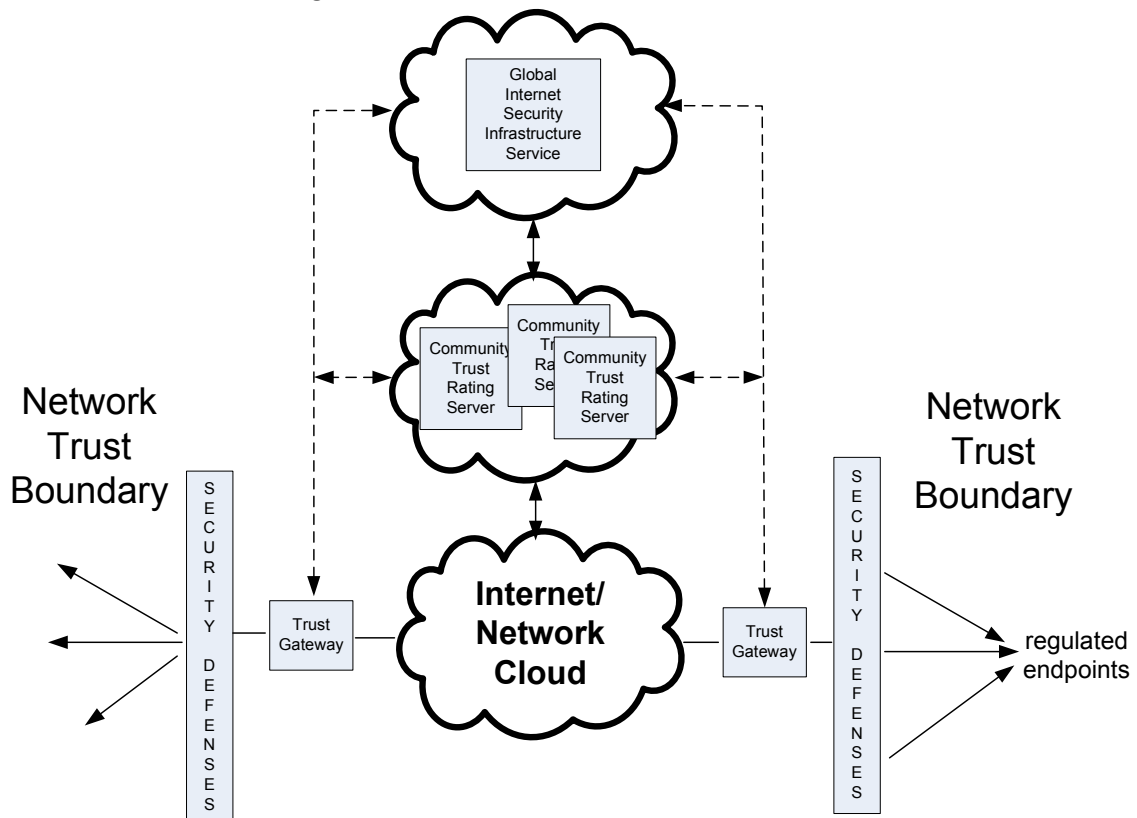 Global
Internet
Security
Infrastructure
Service
Community
Trust
Rating
Server
Community
Community
Trust
Rating
Server
Network
Trust
Boundary
Network
Trust
Boundary
S
E
C
U
R
I
T
Y
D
E
F
E
N
S
E
S
Trust
Gateway
Internet/
Network
Cloud
Trust
Gateway
S
E
C
U
R
I
T
Y
D
E
F
E
N
S
E
S
regulated
endpoints